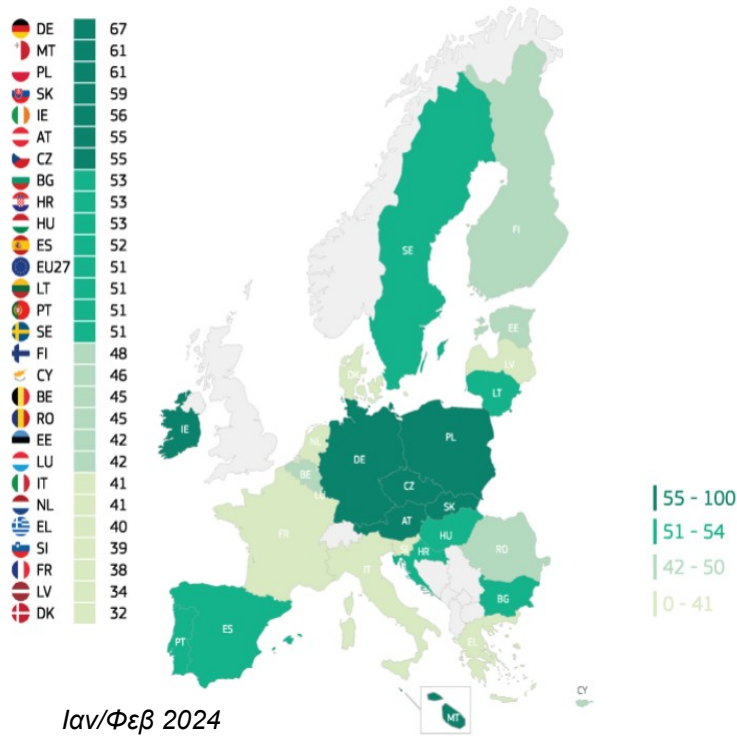 DE 67
MT 61
PL 61
SK 59
IE 56
AT 55
CZ 55
BG 53
HR 53
HU 53
ES 52
EU27 51
LT 51
PT 51
SE 51
FI 48
CY 46
BE 45
RO 45
EE 42
LU 42
IT 41
NL 41
EL 40
SI 39
FR 38
LV 34
DK 32
SE
FI
EE
LV
LT
DK
IE
NL
DE
PL
BE
LU
CZ
SK
AT
HU
FR
SI
HR
RO
IT
BG
PT
ES
EL
MT
CY
55 - 100
51 - 54
42 - 50
0 - 41
Ιαν/Φεβ 2024